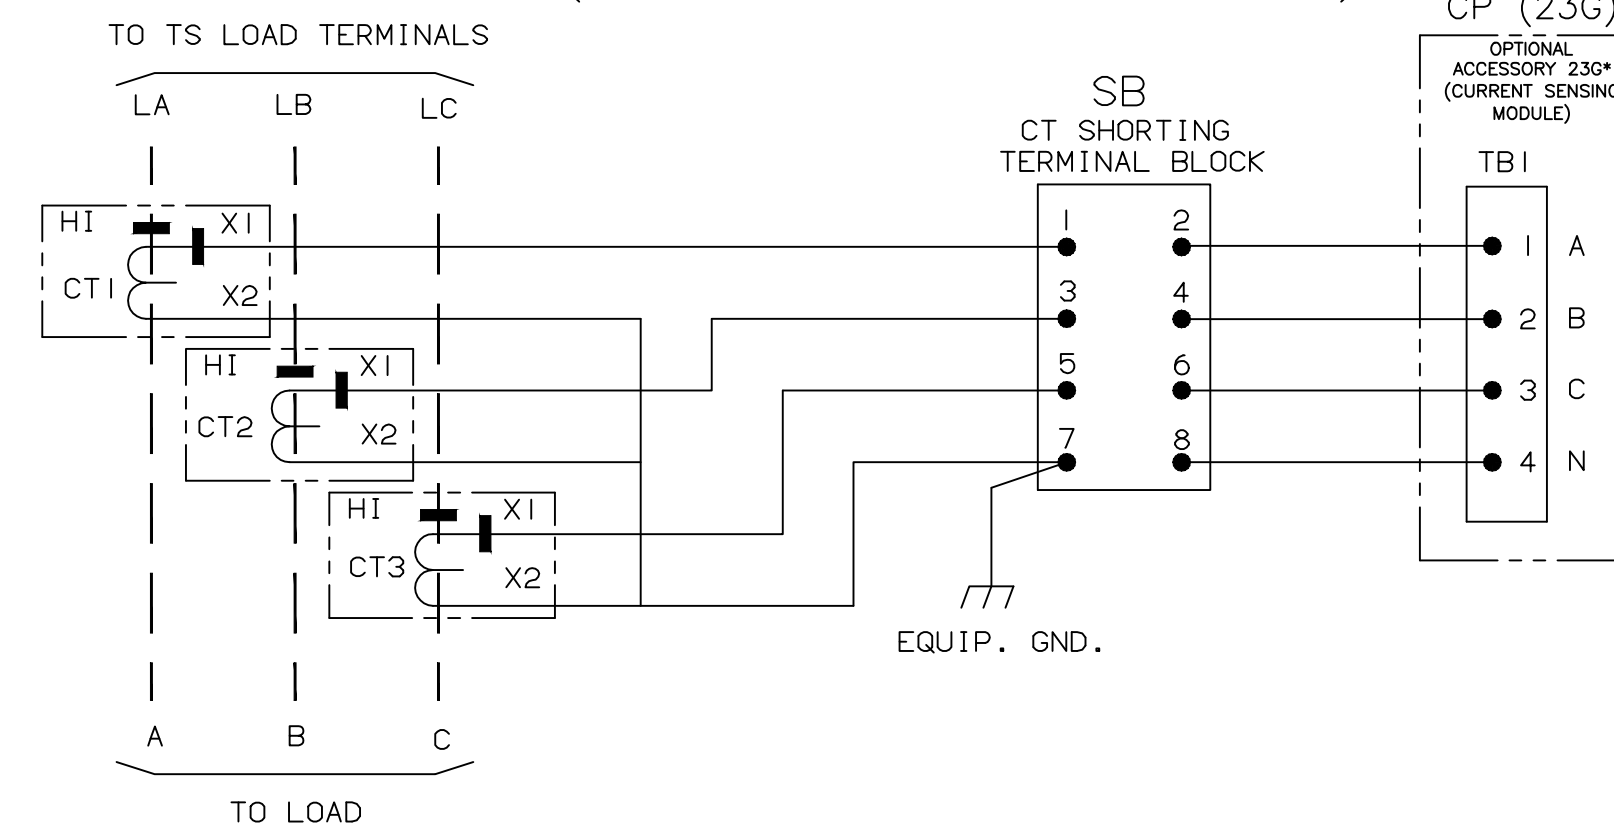 CP (23G)
TO TS LOAD TERMINALS
LA LB LC
OPTIONAL
ACCESSORY 23G*
(CURRENT SENSING
MODULE)
SB
CT SHORTING
TERMINAL BLOCK
TB1
HI X1
CT1 X2
HI X1
CT2 X2
HI X1
CT3 X2
1 2
3 4
5 6
7 8
1 A
2 B
3 C
4 N
EQUIP. GND.
A B C
TO LOAD